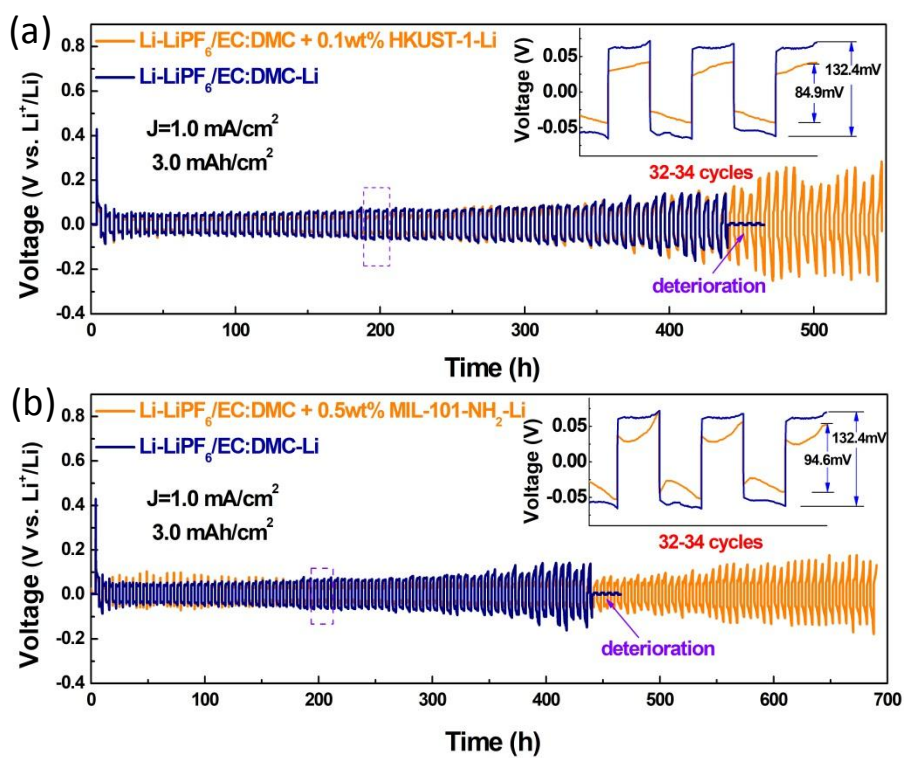 (a)
0.8
0.6
0.4
0.2
0.0
-0.2
-0.4
Voltage (V vs. Li⁺/Li)
Li-LiPF₆/EC:DMC + 0.1wt% HKUST-1-Li
Li-LiPF₆/EC:DMC-Li
J=1.0 mA/cm²
3.0 mAh/cm²
Voltage (V)
0.05
0.00
-0.05
132.4mV
84.9mV
32-34 cycles
deterioration
0 100 200 300 400 500
Time (h)
(b)
0.8
0.6
0.4
0.2
0.0
-0.2
-0.4
Voltage (V vs. Li⁺/Li)
Li-LiPF₆/EC:DMC + 0.5wt% MIL-101-NH₂-Li
Li-LiPF₆/EC:DMC-Li
J=1.0 mA/cm²
3.0 mAh/cm²
Voltage (V)
0.05
0.00
-0.05
132.4mV
94.6mV
32-34 cycles
deterioration
0 100 200 300 400 500 600 700
Time (h)